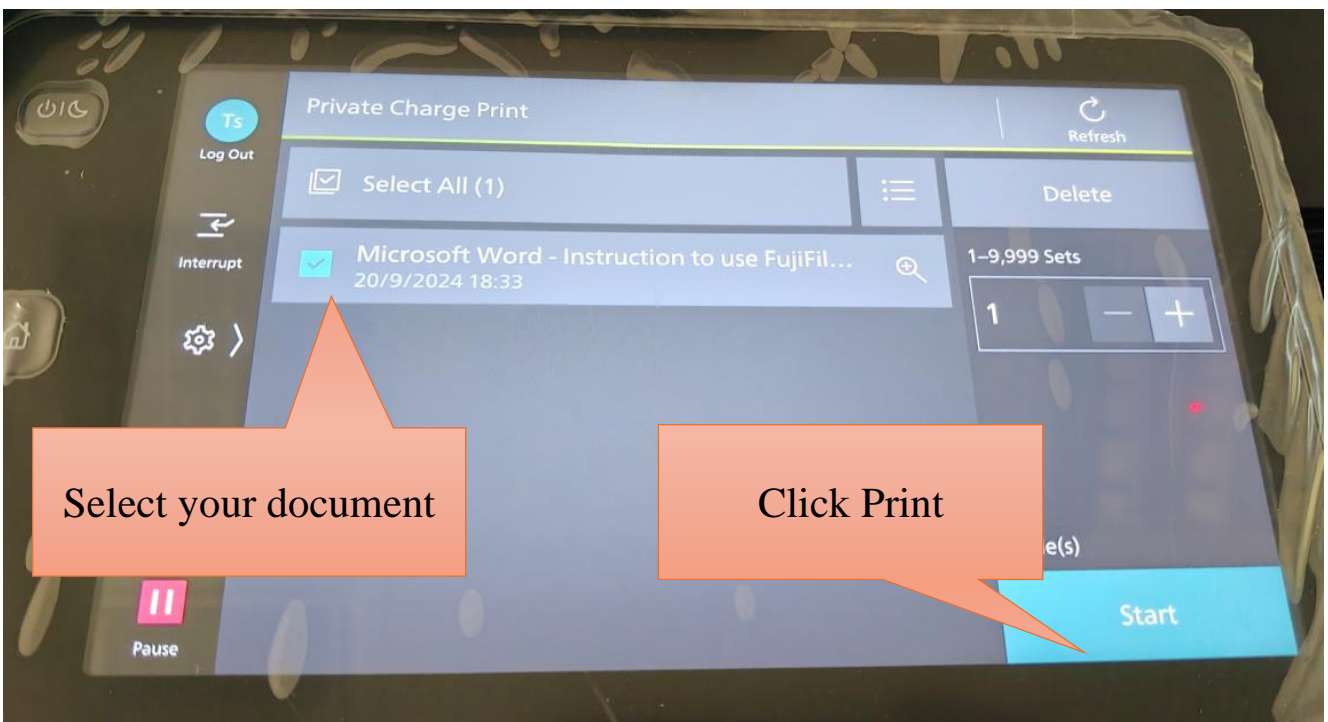 Private Charge Print
Refresh
Ts
Log Out
Select All (1)
Delete
Interrupt
Microsoft Word - Instruction to use FujiFil...
20/9/2024 18:33
1–9,999 Sets
1
Select your document
Click Print
e(s)
Start
Pause